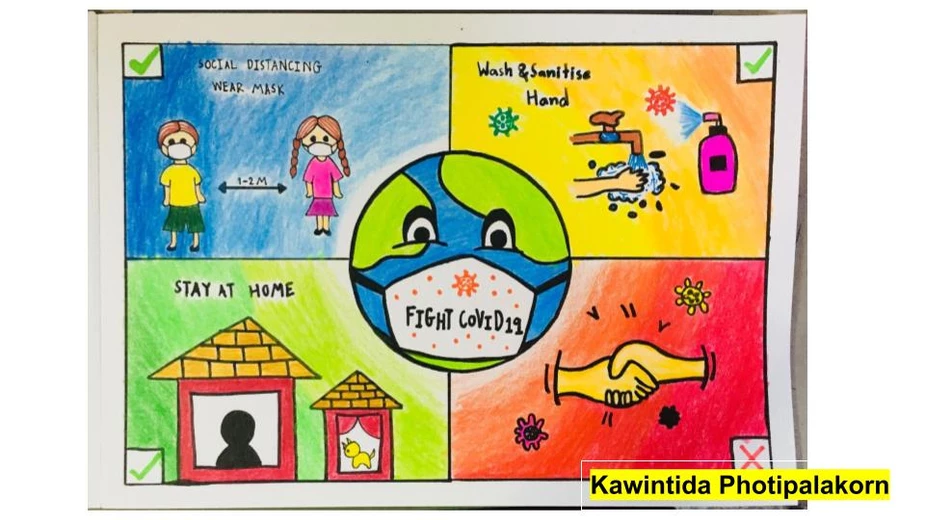 SOCIAL DISTANCING
WEAR MASK
1-2 M
Wash & Sanitise
Hand
FIGHT COVID19
STAY AT HOME
Kawintida Photipalakorn